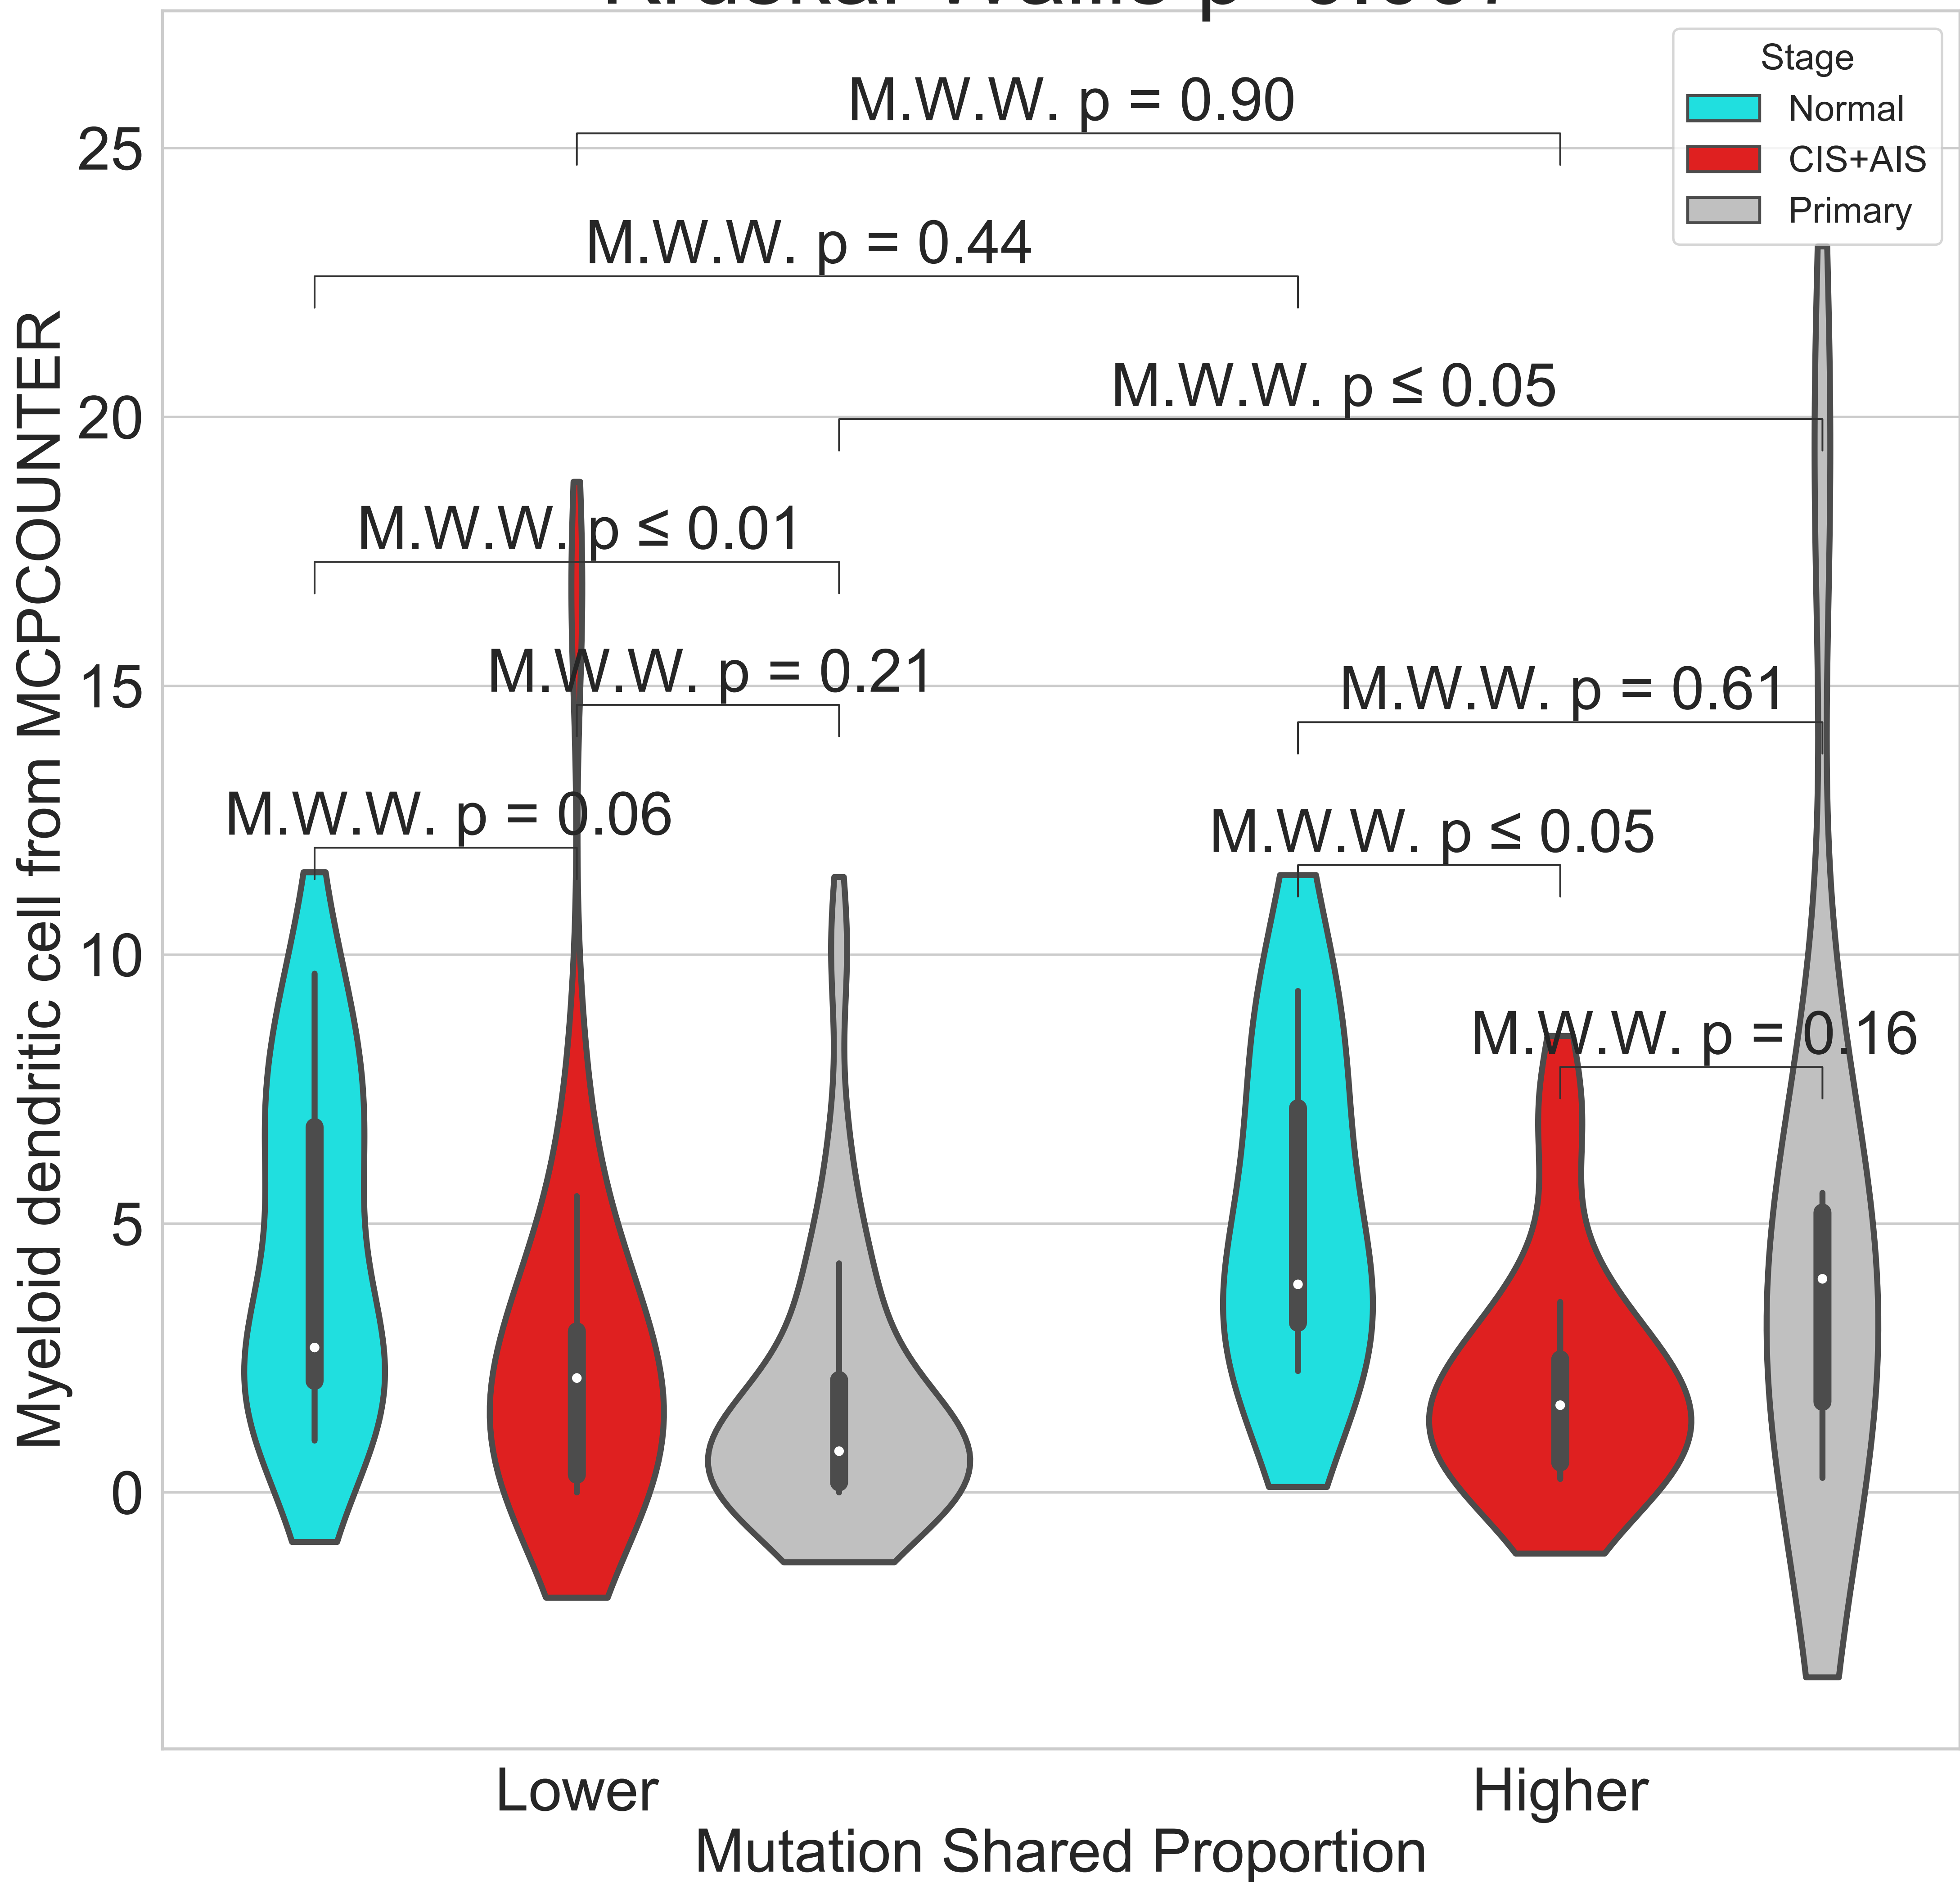 Stage
Normal
CIS+AIS
Primary
M.W.W. p = 0.90
M.W.W. p = 0.44
M.W.W. p ≤ 0.05
M.W.W. p ≤ 0.01
M.W.W. p = 0.21
M.W.W. p = 0.61
M.W.W. p = 0.06
M.W.W. p ≤ 0.05
M.W.W. p = 0.16
25
20
15
10
5
0
Myeloid dendritic cell from MCPCOUNTER
Lower
Higher
Mutation Shared Proportion